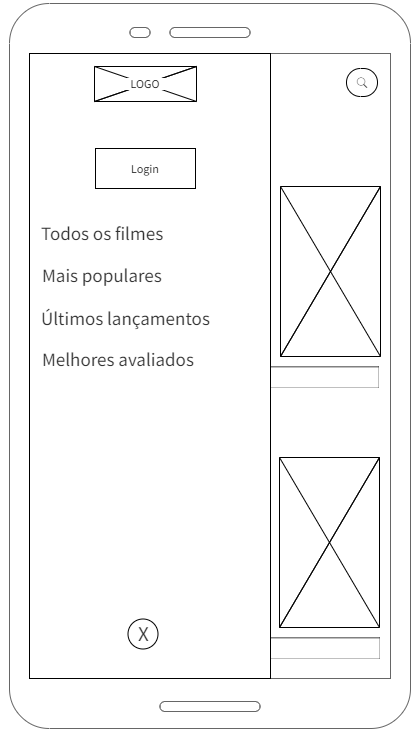 LOGO
Login
Todos os filmes
Mais populares
Últimos lançamentos
Melhores avaliados
X